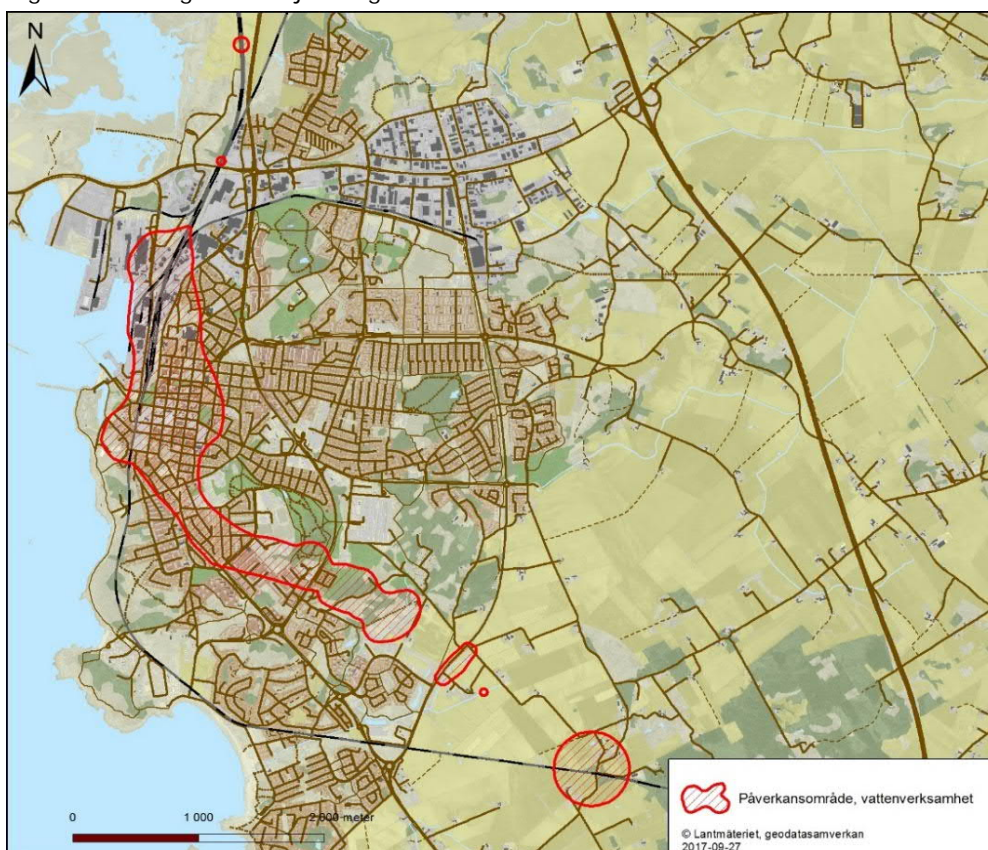 N
0
1 000
2 000 meter
Påverkansområde, vattenverksamhet
© Lantmäteriet, geodatasamverkan
2017-09-27